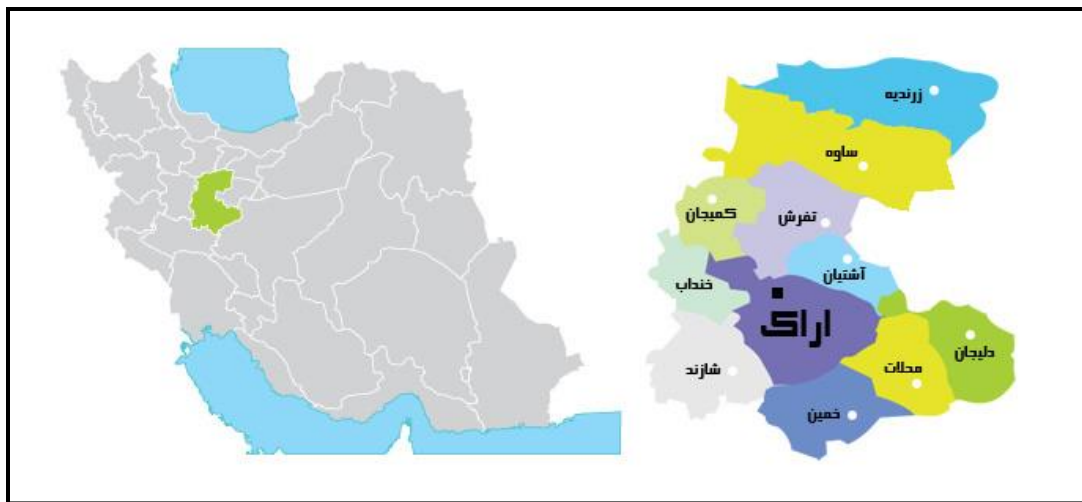 زرندیه
ساوه
کمیجان
تفرش
آشتیان
خنداب
اراک
دلیجان
محلات
شازند
خمین